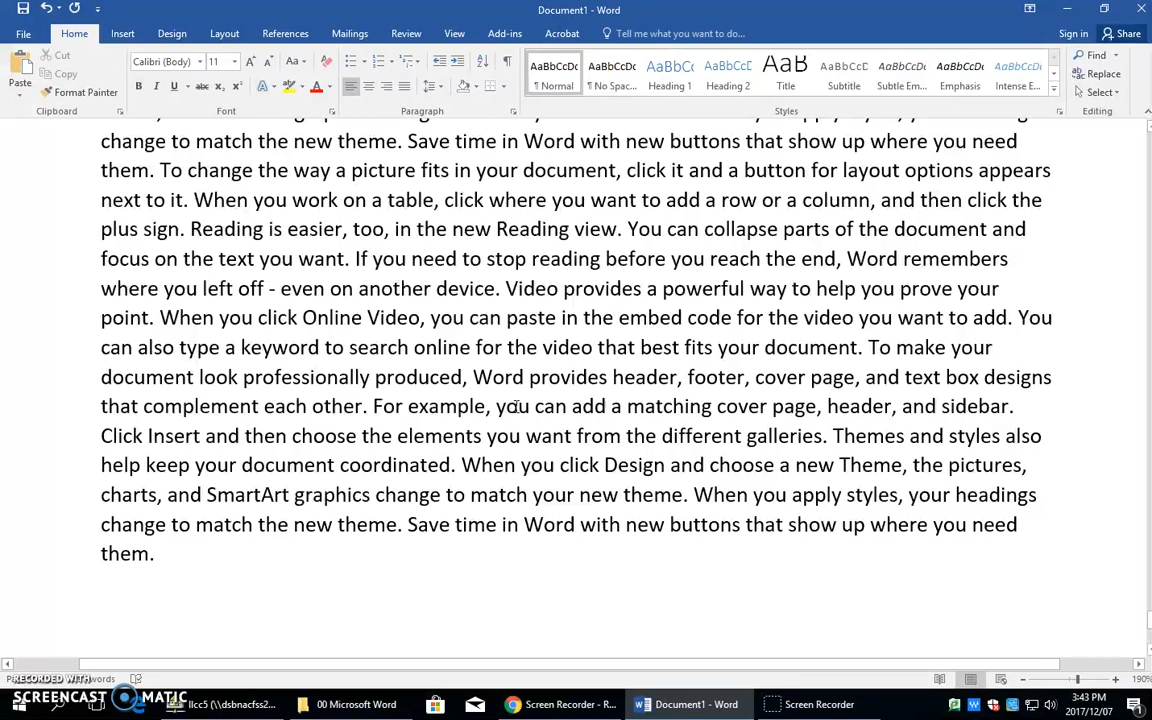 Document1 - Word
File Home Insert Design Layout References Mailings Review View Add-ins Acrobat Tell me what you want to do... Sign in Share
Cut
Copy
Format Painter
Paste
Clipboard
Calibri (Body) 11
Aa
B I U abc X₂ X² A A
Font
Paragraph
AaBbCcDc AaBbCcDc AaBbCc AaBbCcD AaB AaBbCcD AaBbCcDc AaBbCcDc AaBbCcDc
¶ Normal ¶ No Spac... Heading 1 Heading 2 Title Subtitle Subtle Em... Emphasis Intense E...
Styles
Find
Replace
Select
Editing
change to match the new theme. Save time in Word with new buttons that show up where you need
them. To change the way a picture fits in your document, click it and a button for layout options appears
next to it. When you work on a table, click where you want to add a row or a column, and then click the
plus sign. Reading is easier, too, in the new Reading view. You can collapse parts of the document and
focus on the text you want. If you need to stop reading before you reach the end, Word remembers
where you left off - even on another device. Video provides a powerful way to help you prove your
point. When you click Online Video, you can paste in the embed code for the video you want to add. You
can also type a keyword to search online for the video that best fits your document. To make your
document look professionally produced, Word provides header, footer, cover page, and text box designs
that complement each other. For example, you can add a matching cover page, header, and sidebar.
Click Insert and then choose the elements you want from the different galleries. Themes and styles also
help keep your document coordinated. When you click Design and choose a new Theme, the pictures,
charts, and SmartArt graphics change to match your new theme. When you apply styles, your headings
change to match the new theme. Save time in Word with new buttons that show up where you need
them.
RECORDED WITH words 190%
SCREENCAST MATIC
llcc5 (\\dsbnacfss2... 00 Microsoft Word Screen Recorder - R... Document1 - Word Screen Recorder
3:43 PM
2017/12/07